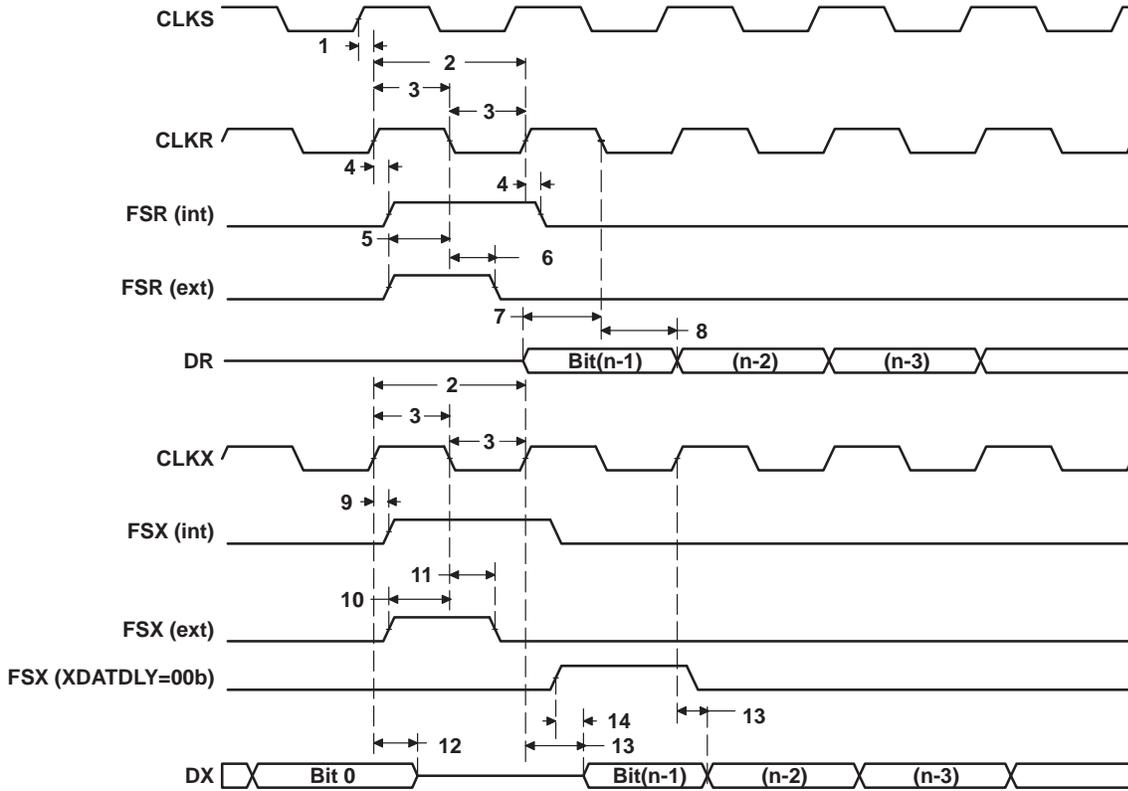 CLKS
1
2
3
3
CLKR
4
4
FSR (int)
5
6
FSR (ext)
7
8
DR
Bit(n-1) (n-2) (n-3)
2
3
3
CLKX
9
FSX (int)
11
10
FSX (ext)
FSX (XDATDLY=00b)
14
13
12
13
DX
Bit 0 Bit(n-1) (n-2) (n-3)